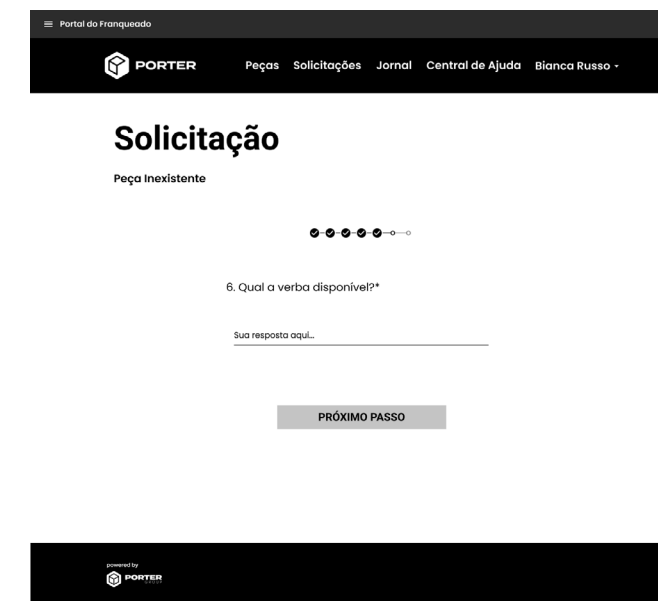 Portal do Franqueado
PORTER Peças Solicitações Jornal Central de Ajuda Bianca Russo
Solicitação
Peça Inexistente
6. Qual a verba disponível?*
Sua resposta aqui...
PRÓXIMO PASSO
powered by
PORTER
GROUP